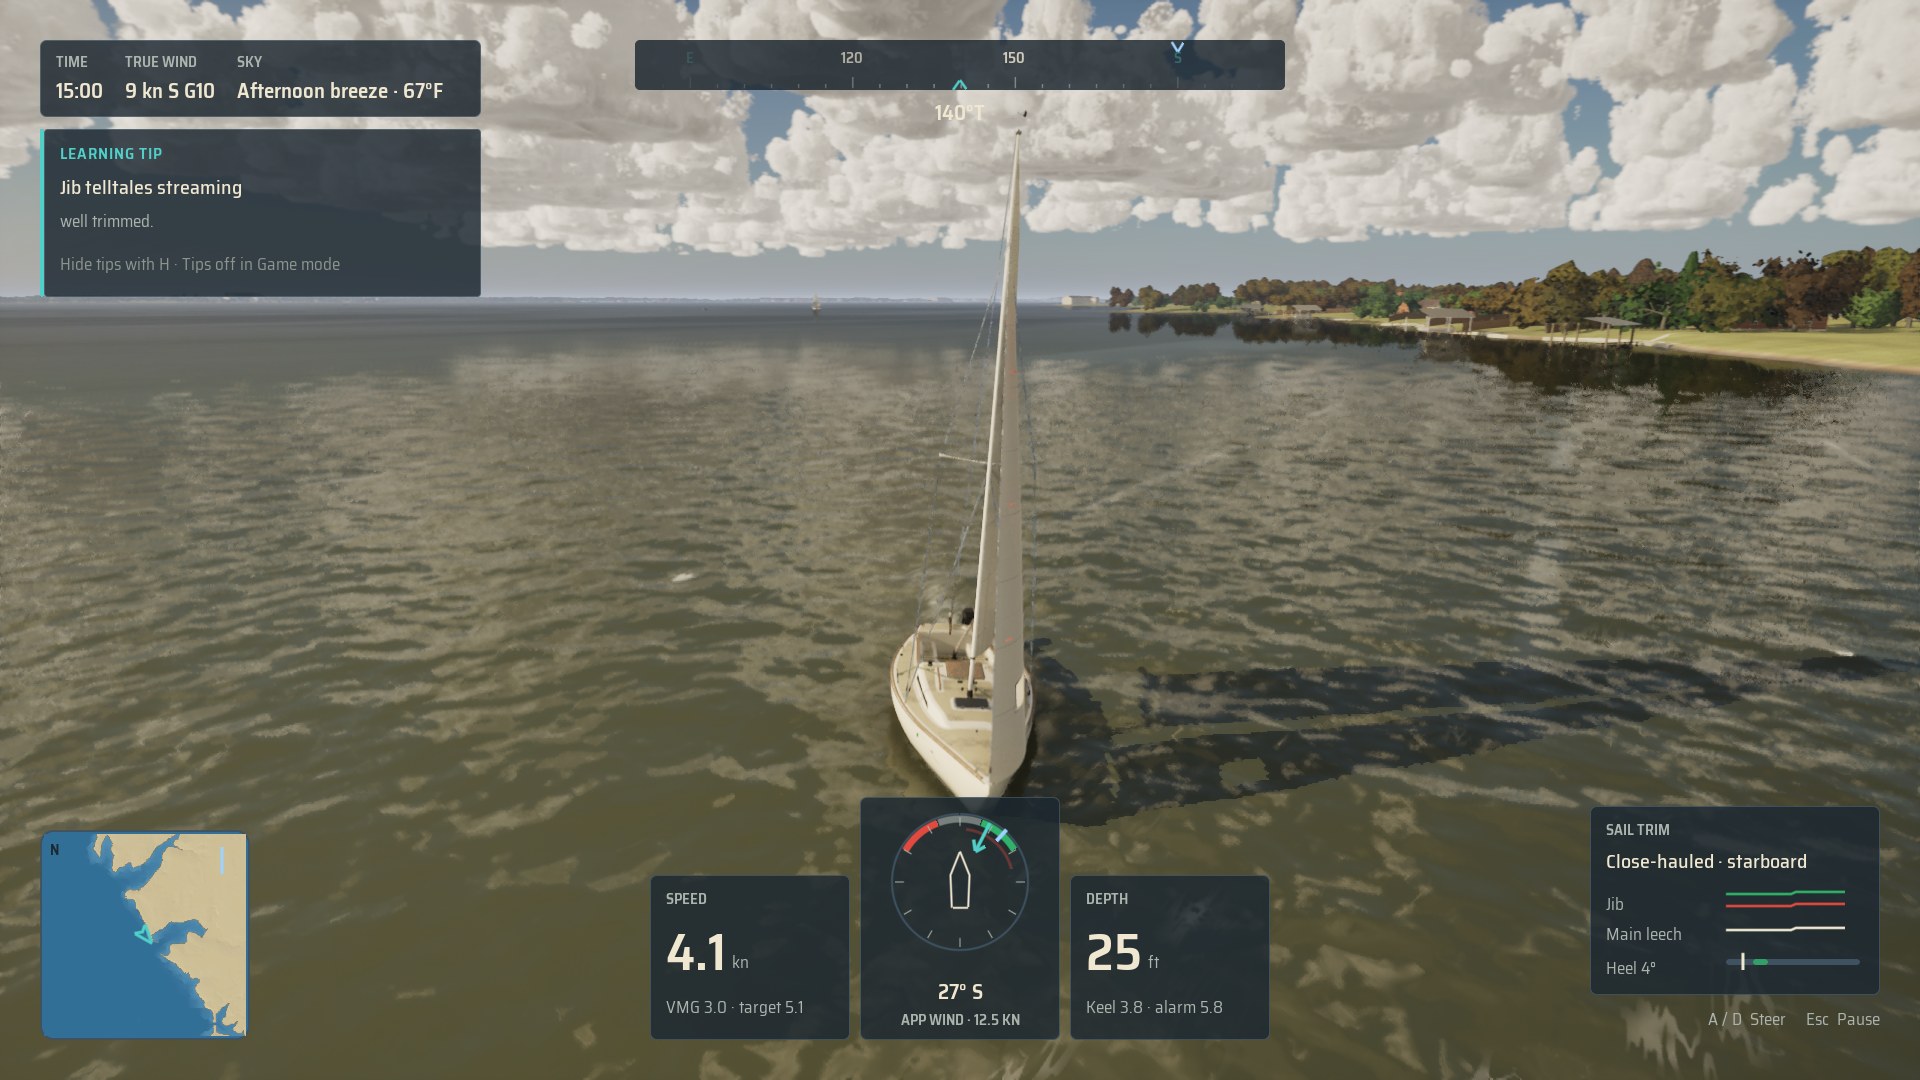 TIME TRUE WIND SKY
15:00 9 kn S G10 Afternoon breeze · 67°F
LEARNING TIP
Jib telltales streaming
well trimmed.
Hide tips with H · Tips off in Game mode
E 120 150 S
140°T
N
SPEED
4.1 kn
VMG 3.0 · target 5.1
27° S
APP WIND · 12.5 KN
DEPTH
25 ft
Keel 3.8 · alarm 5.8
SAIL TRIM
Close-hauled · starboard
Jib
Main leech
Heel 4°
A / D Steer Esc Pause